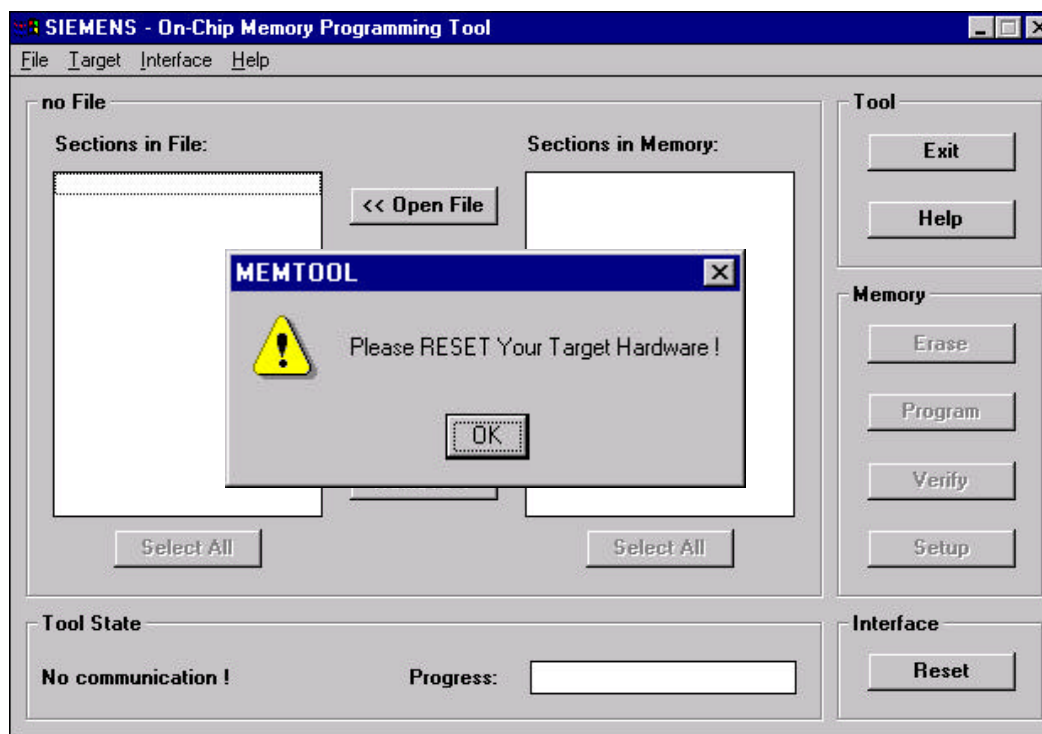 SIEMENS - On-Chip Memory Programming Tool
File Target Interface Help
no File
Sections in File:
Sections in Memory:
<< Open File
MEMTOOL
Please RESET Your Target Hardware !
OK
Select All
Select All
Tool
Exit
Help
Memory
Erase
Program
Verify
Setup
Tool State
No communication !
Progress:
Interface
Reset